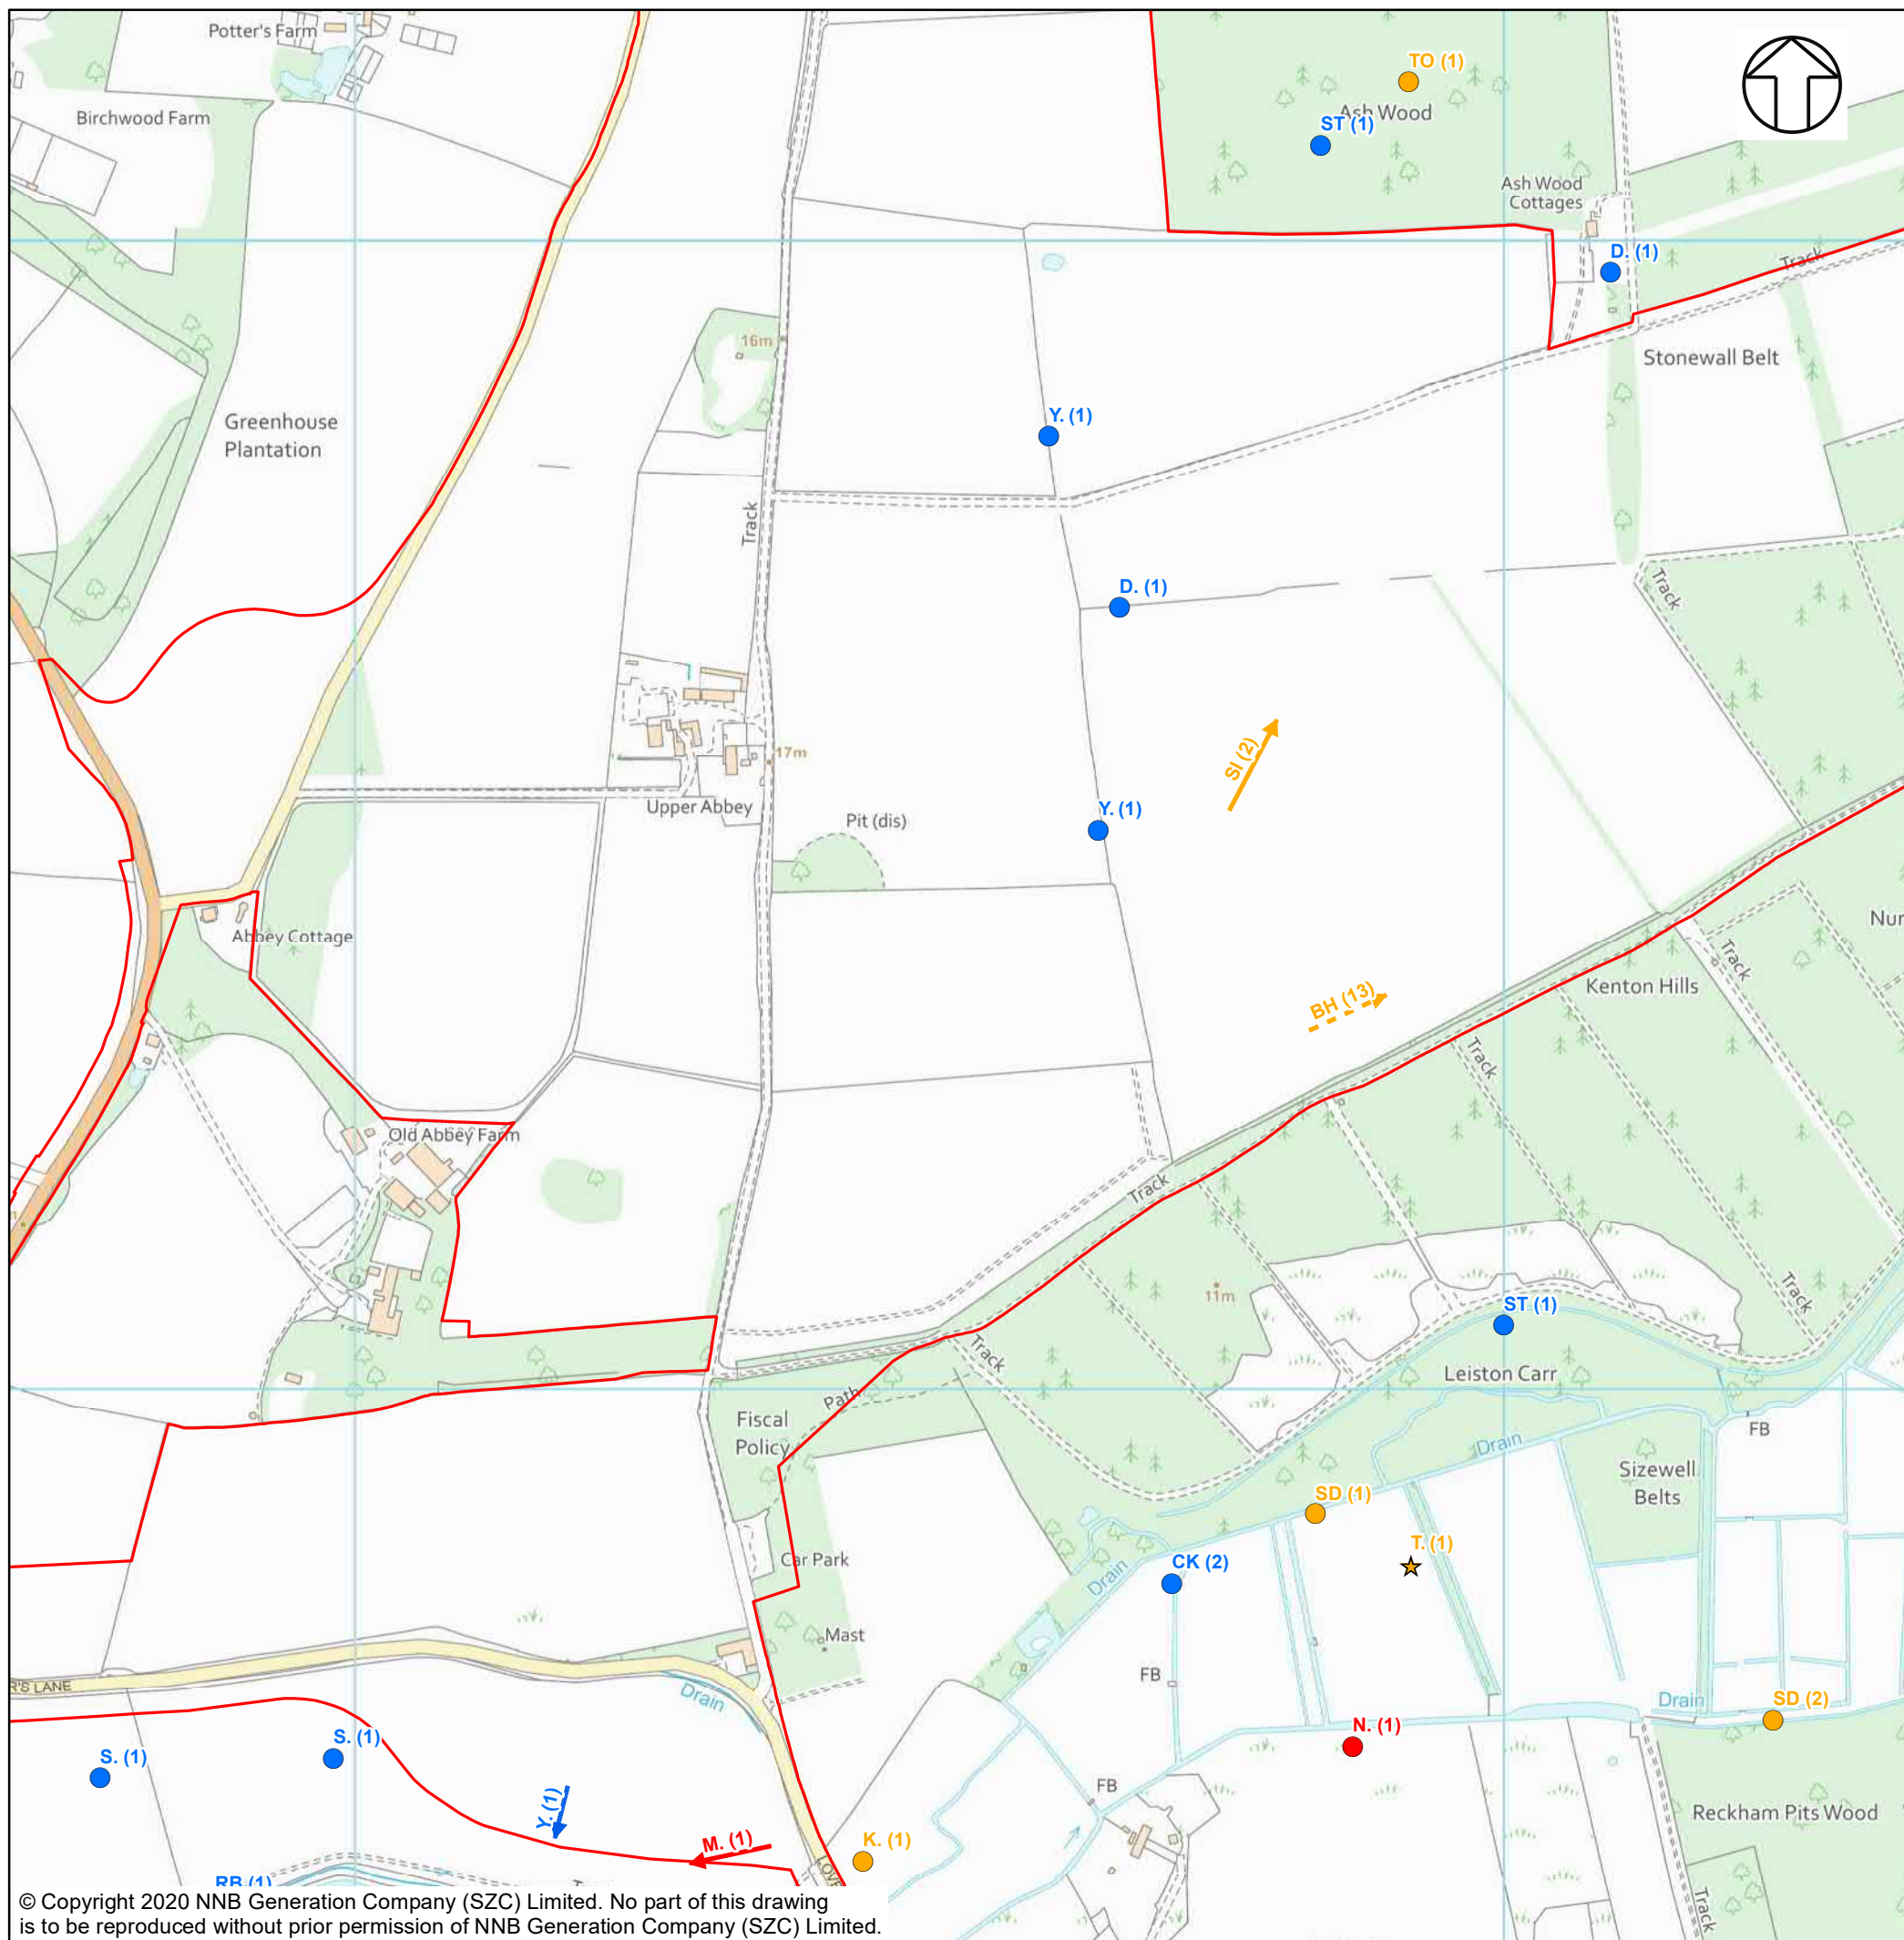 Potter's Farm
TO (1)
Birchwood Farm
Ash Wood
ST (1)
Ash Wood
Cottages
D. (1)
Track
16m
Stonewall Belt
Greenhouse
Plantation
Y. (1)
Track
Track
D. (1)
SI (2)
17m
Upper Abbey
Pit (dis)
Y. (1)
Abbey Cottage
Nur
Track
Kenton Hills
BH (13)
Track
Old Abbey Farm
Track
11m
Track
ST (1)
Track
Leiston Carr
Path
Fiscal
Policy
FB
Drain
Sizewell
Belts
SD (1)
T. (1)
Car Park
CK (2)
Drain
Mast
FB
R'S LANE
Drain
Drain
SD (2)
N. (1)
S. (1)
S. (1)
Y. (1)
FB
Reckham Pits Wood
M. (1)
K. (1)
LOVE
RB (1)
Track
© Copyright 2020 NNB Generation Company (SZC) Limited. No part of this drawing
is to be reproduced without prior permission of NNB Generation Company (SZC) Limited.